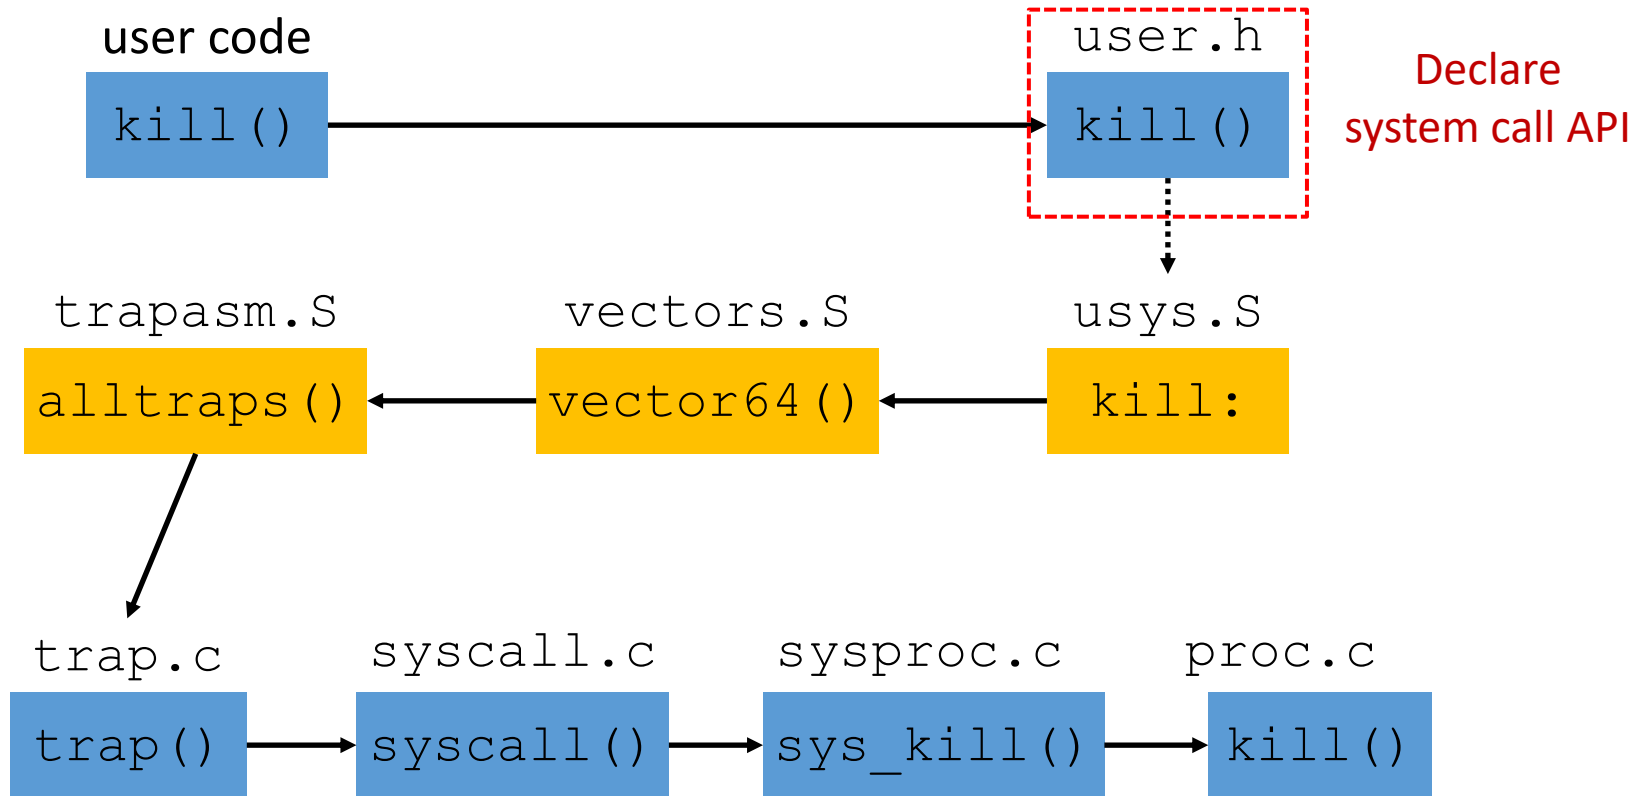 user code
kill()
user.h
kill()
Declare
system call API
trapasm.S
alltraps()
vectors.S
vector64()
usys.S
kill:
trap.c
trap()
syscall.c
syscall()
sysproc.c
sys_kill()
proc.c
kill()